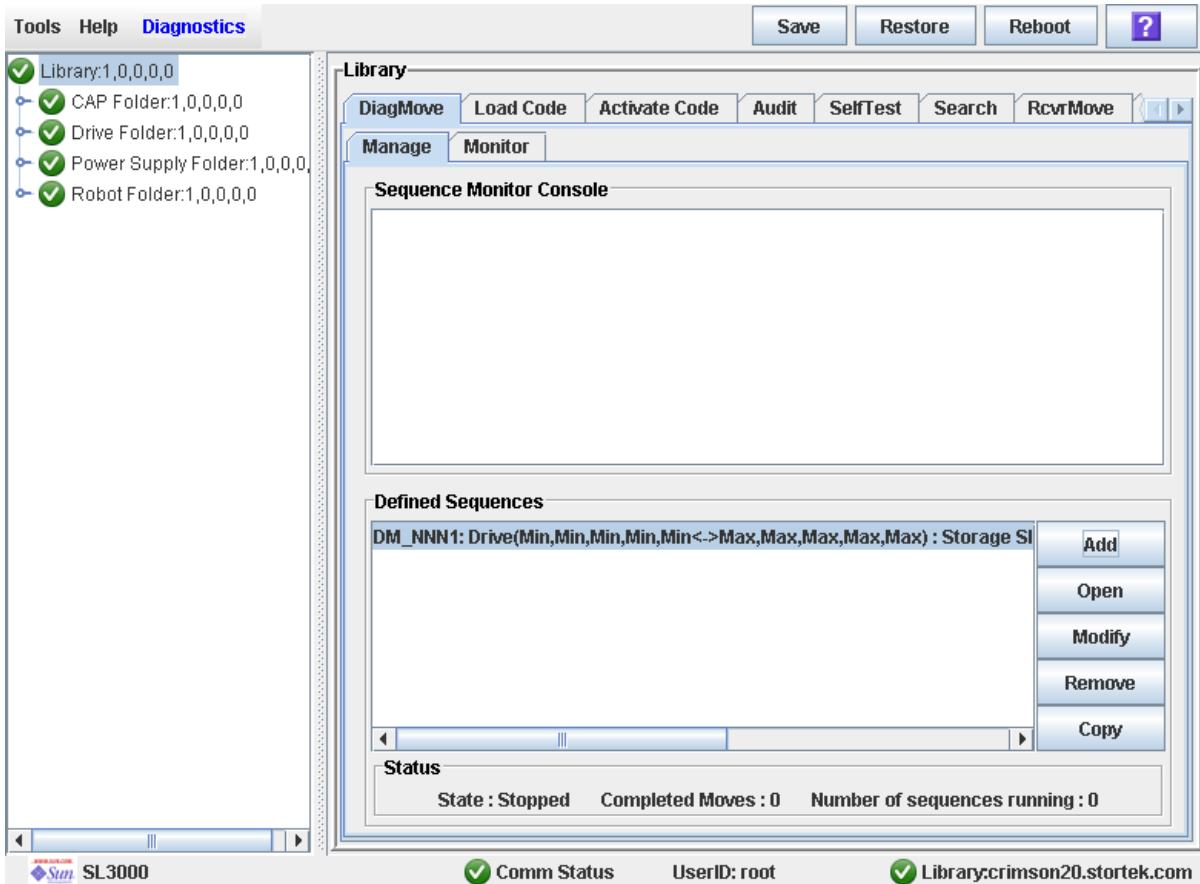 Tools Help Diagnostics Save Restore Reboot ?
Library:1,0,0,0,0
CAP Folder:1,0,0,0,0
Drive Folder:1,0,0,0,0
Power Supply Folder:1,0,0,0,
Robot Folder:1,0,0,0,0
Library
DiagMove Load Code Activate Code Audit SelfTest Search RcvrMove
Manage Monitor
Sequence Monitor Console
Defined Sequences
DM_NNN1: Drive(Min,Min,Min,Min,Min<->Max,Max,Max,Max,Max) : Storage Sl
Add
Open
Modify
Remove
Copy
Status
State : Stopped Completed Moves : 0 Number of sequences running : 0
Sun SL3000 Comm Status UserID: root Library:crimson20.stortek.com